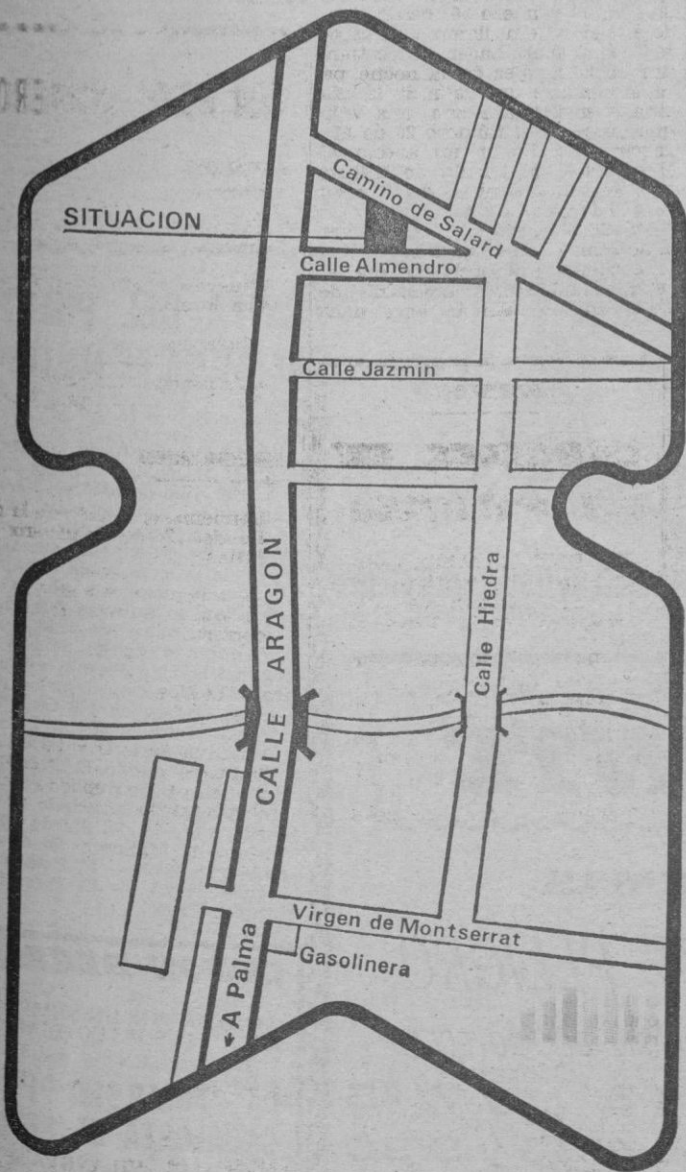 Camino de Salard
SITUACION
Calle Almendro
Calle Jazmin
CALLE ARAGON
Calle Hiedra
Virgen de Montserrat
Gasolinera
A Palma